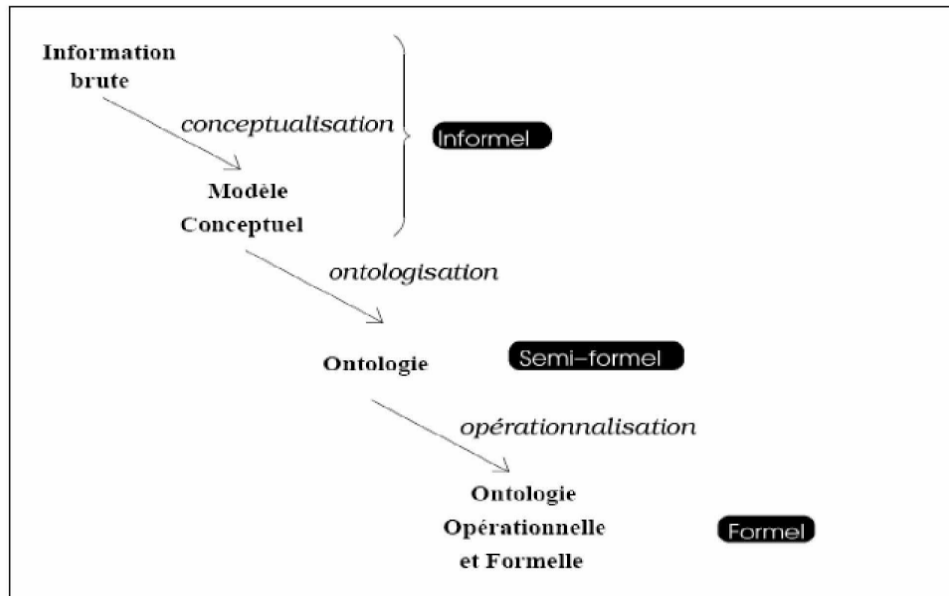 Information
brute
conceptualisation
Informel
Modèle
Conceptuel
ontologisation
Ontologie
Semi-formel
opérationnalisation
Ontologie
Opérationnelle
et Formelle
Formel